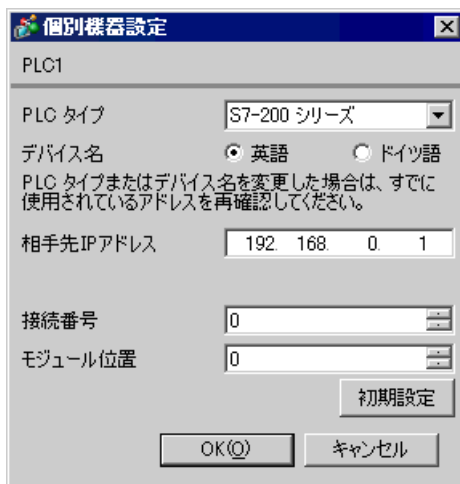 個別機器設定
PLC1
PLC タイプ S7-200 シリーズ
デバイス名 英語 ドイツ語
PLC タイプまたはデバイス名を変更した場合は、すでに
使用されているアドレスを再確認してください。
相手先IPアドレス 192. 168. 0. 1
接続番号 0
モジュール位置 0
初期設定
OK(O) キャンセル